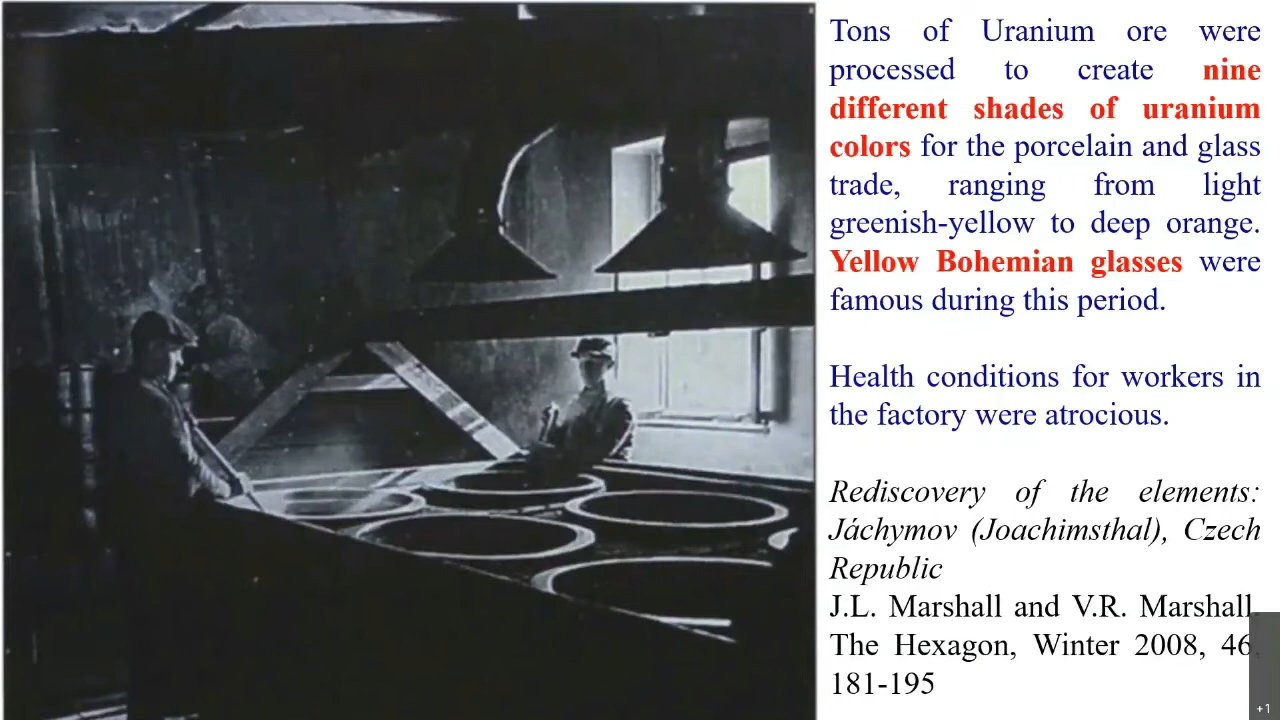 Tons of Uranium ore were
processed to create nine
different shades of uranium
colors for the porcelain and glass
trade, ranging from light
greenish-yellow to deep orange.
Yellow Bohemian glasses were
famous during this period.
Health conditions for workers in
the factory were atrocious.
Rediscovery of the elements:
Jáchymov (Joachimsthal), Czech
Republic
J.L. Marshall and V.R. Marshall.
The Hexagon, Winter 2008, 46,
181-195
+1